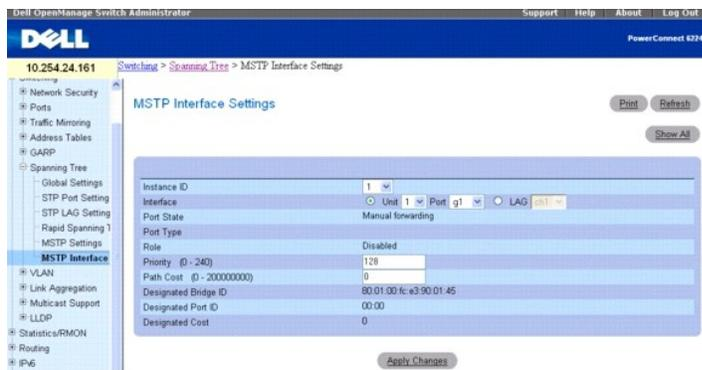 Dell OpenManage Switch Administrator Support Help About Log Out
DELL
PowerConnect 6224
10.254.24.161
Switching > Spanning Tree > MSTP Interface Settings
Switching
Network Security
Ports
Traffic Mirroring
Address Tables
GARP
Spanning Tree
Global Settings
STP Port Setting
STP LAG Setting
Rapid Spanning T
MSTP Settings
MSTP Interface
VLAN
Link Aggregation
Multicast Support
LLDP
Statistics/RMON
Routing
IPv6
MSTP Interface Settings
Print Refresh
Show All
Instance ID 1
Interface Unit 1 Port g1 LAG ch1
Port State Manual forwarding
Port Type
Role Disabled
Priority (0 - 240) 128
Path Cost (0 - 200000000) 0
Designated Bridge ID 80:01:00:fc:e3:90:01:45
Designated Port ID 00:00
Designated Cost 0
Apply Changes